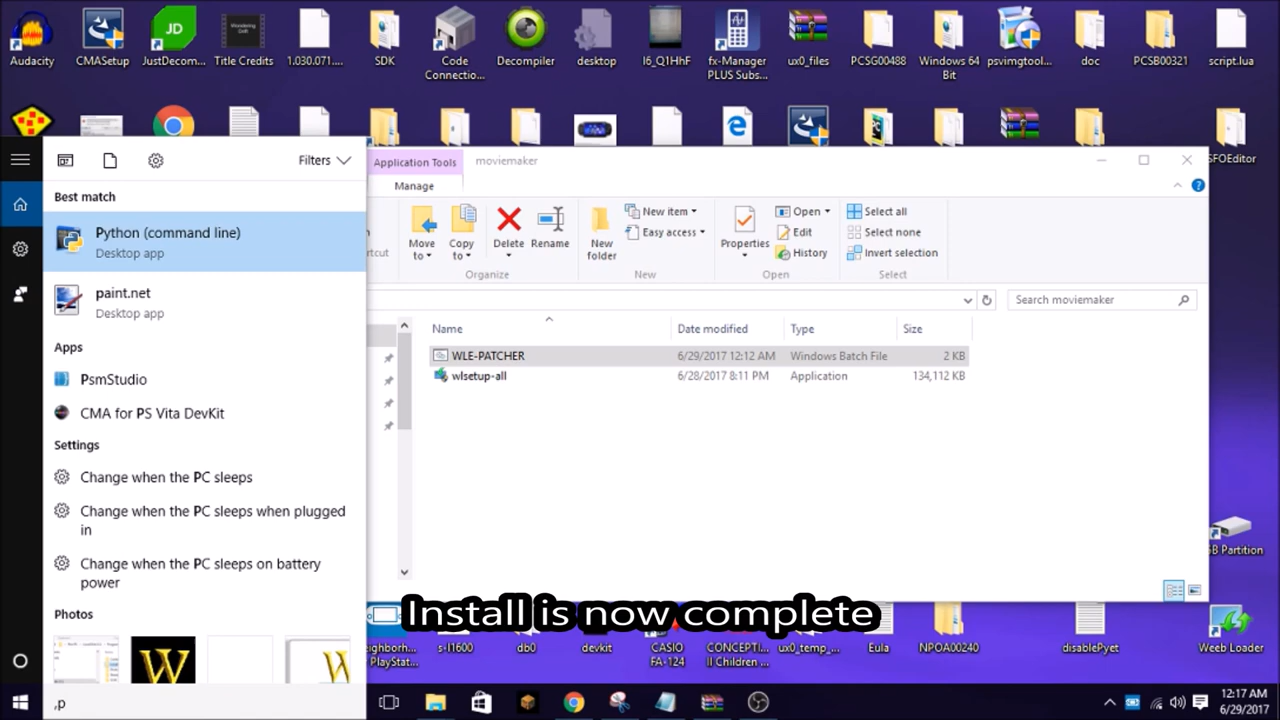 Audacity
CMASetup
JustDecom...
Title Credits
1.030.071....
SDK
Code
Connection...
Decompiler
desktop
I6_Q1HhF
fx-Manager
PLUS Subs...
ux0_files
PCSG00488
Windows 64
Bit
psvimgtool...
doc
PCSB00321
script.lua
SFOEditor
Filters
Best match
Python (command line)
Desktop app
paint.net
Desktop app
Apps
PsmStudio
CMA for PS Vita DevKit
Settings
Change when the PC sleeps
Change when the PC sleeps when plugged
in
Change when the PC sleeps on battery
power
Photos
,p
Application Tools
moviemaker
Manage
Move
to
Copy
to
Delete
Rename
New
folder
New item
Easy access
Properties
Open
Edit
History
Select all
Select none
Invert selection
Organize
New
Open
Select
Search moviemaker
Name
Date modified
Type
Size
WLE-PATCHER
6/29/2017 12:12 AM
Windows Batch File
2 KB
wlsetup-all
6/28/2017 8:11 PM
Application
134,112 KB
Install is now complete
B Partition
eighborh...
PlayStat...
s-I1600
db0
devkit
CASIO
FA-124
CONCEPTI...
II Children ...
ux0_temp_...
Eula
NPOA00240
disablePyet
Weeb Loader
12:17 AM
6/29/2017